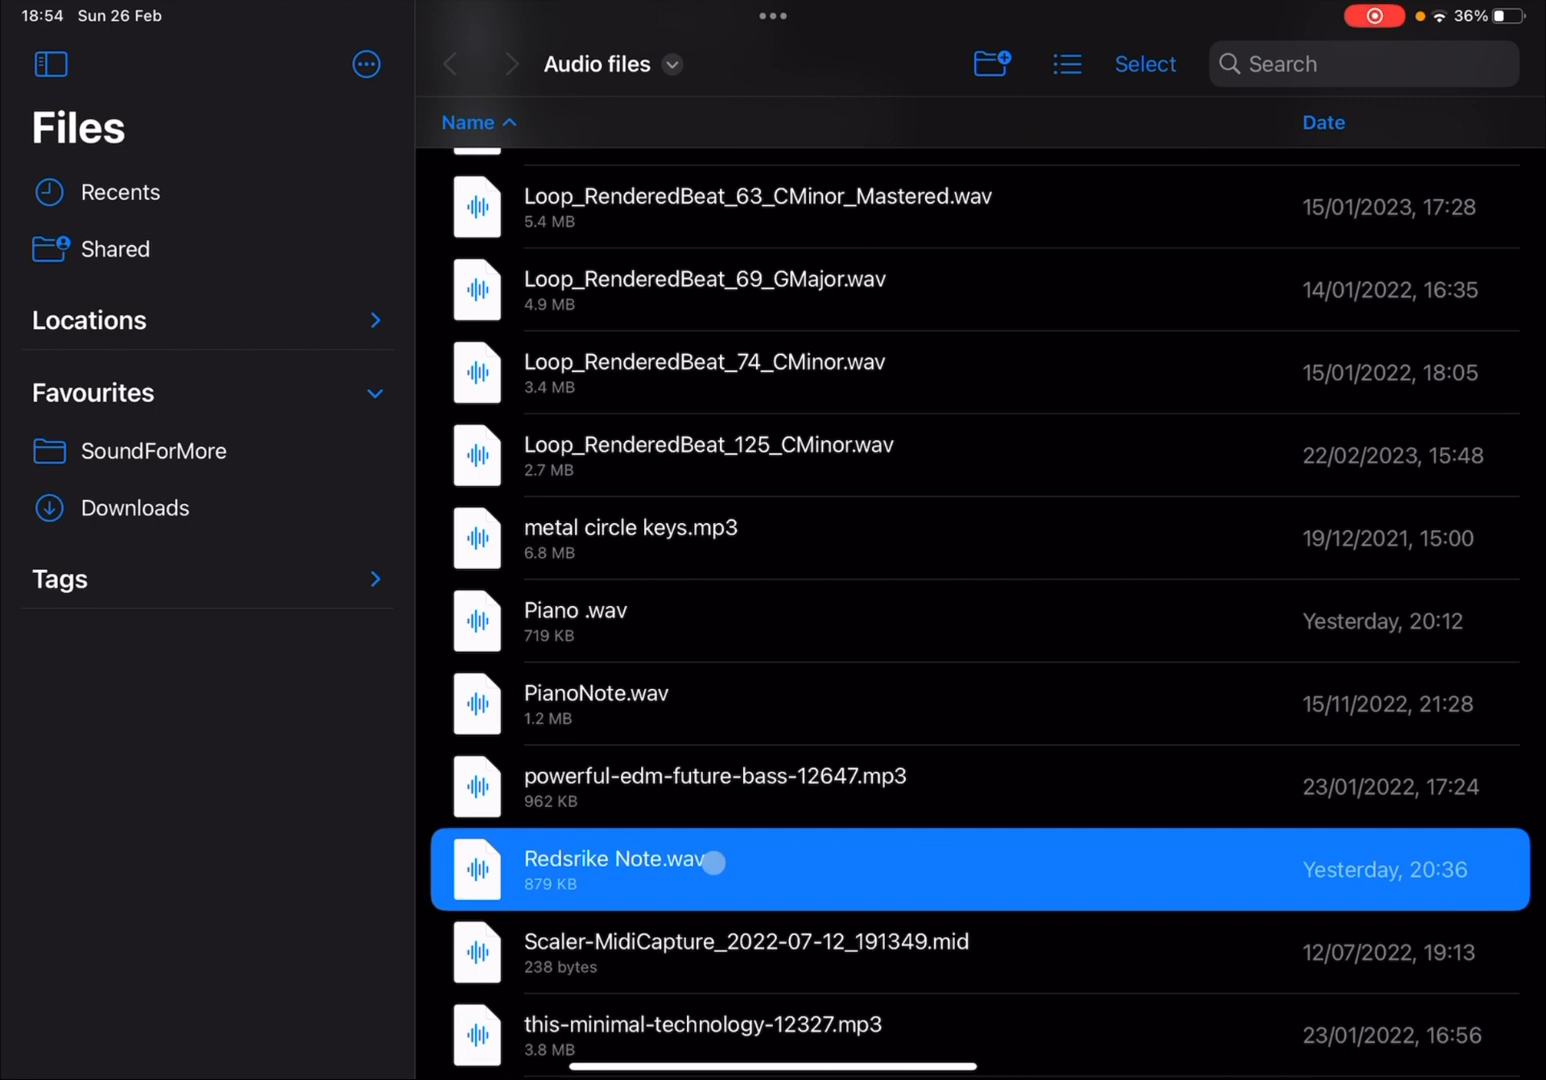 18:54 Sun 26 Feb
36%
Files
Recents
Shared
Locations
Favourites
SoundForMore
Downloads
Tags
Audio files
Select
Search
Name
Date
Loop_RenderedBeat_63_CMinor_Mastered.wav
5.4 MB
15/01/2023, 17:28
Loop_RenderedBeat_69_GMajor.wav
4.9 MB
14/01/2022, 16:35
Loop_RenderedBeat_74_CMinor.wav
3.4 MB
15/01/2022, 18:05
Loop_RenderedBeat_125_CMinor.wav
2.7 MB
22/02/2023, 15:48
metal circle keys.mp3
6.8 MB
19/12/2021, 15:00
Piano .wav
719 KB
Yesterday, 20:12
PianoNote.wav
1.2 MB
15/11/2022, 21:28
powerful-edm-future-bass-12647.mp3
962 KB
23/01/2022, 17:24
Redsrike Note.wav
879 KB
Yesterday, 20:36
Scaler-MidiCapture_2022-07-12_191349.mid
238 bytes
12/07/2022, 19:13
this-minimal-technology-12327.mp3
3.8 MB
23/01/2022, 16:56